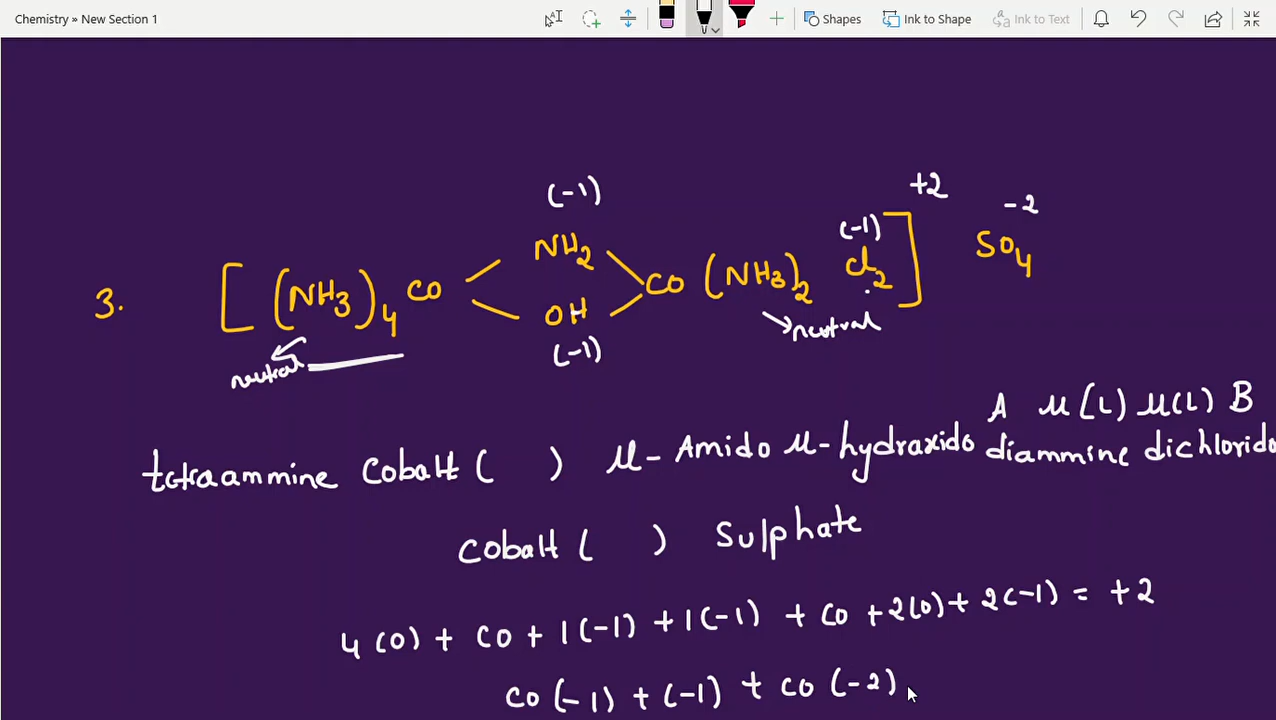 Chemistry » New Section 1
Shapes Ink to Shape Ink to Text
(-1) +2
(-1) -2
NH2 Cl2 SO4
3. [(NH3)4 Co Co (NH3)2 ]
OH neutral
neutral (-1)
A μ(L) μ(L) B
tetraammine Cobalt( ) μ-Amido μ-hydraxido diammine dichlorido
Cobalt( ) Sulphate
4(0) + Co + 1(-1) + 1(-1) + Co + 2(0) + 2(-1) = +2
Co(-1) + (-1) + Co(-2)